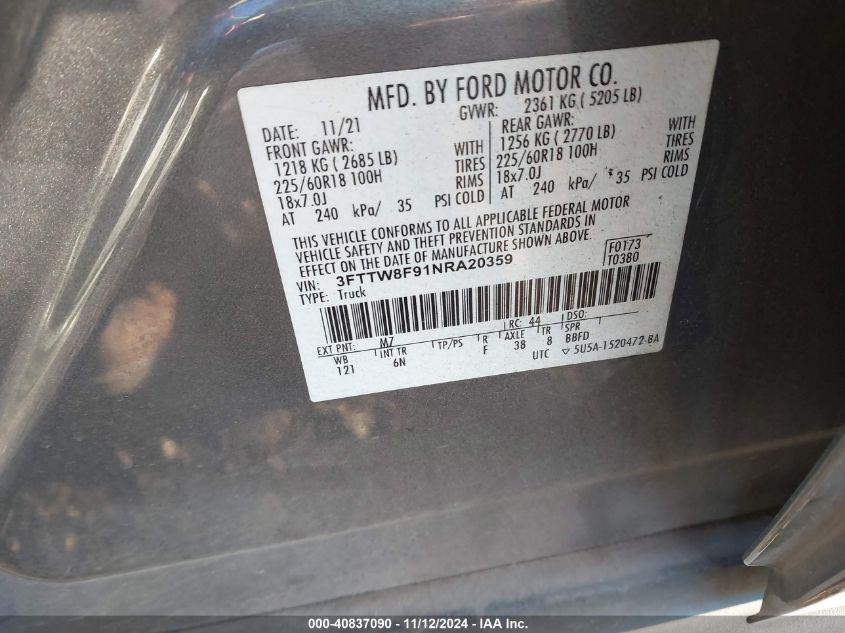 MFD. BY FORD MOTOR CO.
DATE: 11/21 GVWR: 2361 KG ( 5205 LB)
FRONT GAWR: REAR GAWR:
1218 KG ( 2685 LB) WITH 1256 KG ( 2770 LB) WITH
225/60R18 100H TIRES 225/60R18 100H TIRES
18x7.0J RIMS 18x7.0J RIMS
AT 240 kPa/ 35 PSI COLD AT 240 kPa/ 35 PSI COLD
THIS VEHICLE CONFORMS TO ALL APPLICABLE FEDERAL MOTOR
VEHICLE SAFETY AND THEFT PREVENTION STANDARDS IN
EFFECT ON THE DATE OF MANUFACTURE SHOWN ABOVE.
VIN: 3FTTW8F91NRA20359 F0173
TYPE: Truck T0380
EXT PNT: M7 RC: 44 DSO:
WB INT TR TP/PS R AXLE TR SPR
121 6N F 38 8 BBFD
UTC ▽ 5U5A-1520472-BA
000-40837090 - 11/12/2024 - IAAI.com.